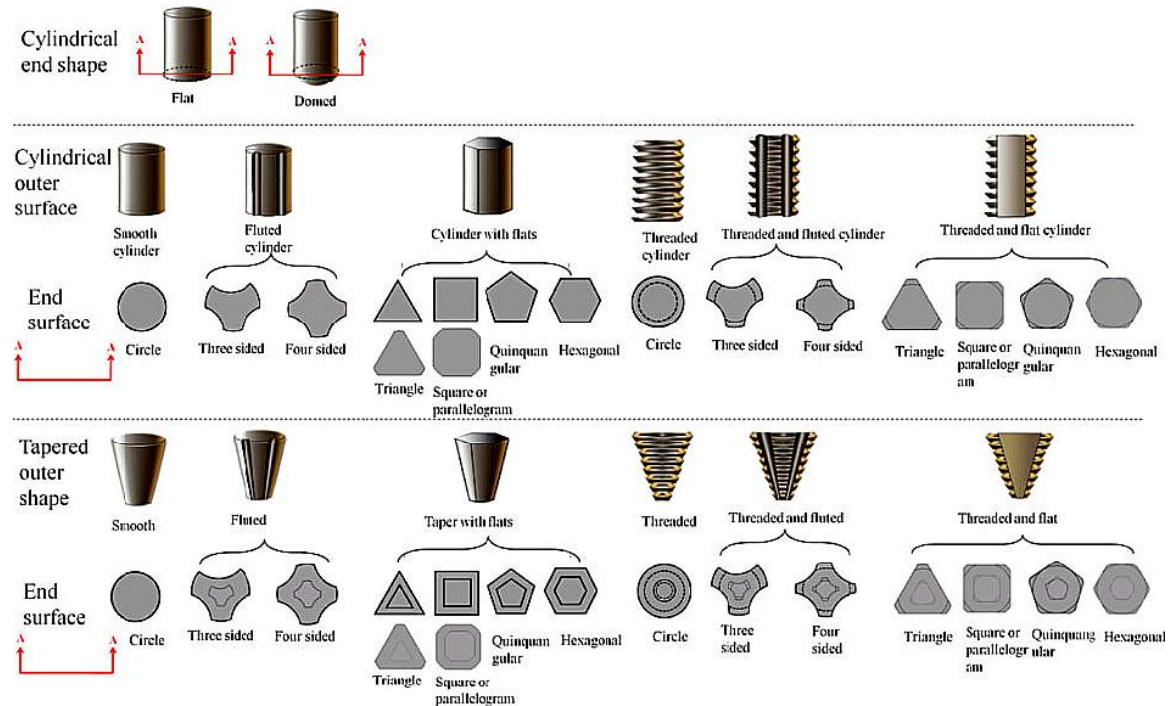 Cylindrical
end shape
A
A
A
A
Flat
Domed
Cylindrical
outer
surface
Smooth
cylinder
Fluted
cylinder
Cylinder with flats
Threaded
cylinder
Threaded and fluted cylinder
Threaded and flat cylinder
End
surface
A
A
Circle
Three sided
Four sided
Triangle
Square or
parallelogram
Quinquan
gular
Hexagonal
Circle
Three sided
Four sided
Triangle
Square or
parallelogr
am
Quinquan
gular
Hexagonal
Tapered
outer
shape
Smooth
Fluted
Taper with flats
Threaded
Threaded and fluted
Threaded and flat
End
surface
A
A
Circle
Three sided
Four sided
Triangle
Square or
parallelogram
Quinquan
gular
Hexagonal
Circle
Three
sided
Four
sided
Triangle
Square or
parallelogr
am
Quinquang
ular
Hexagonal